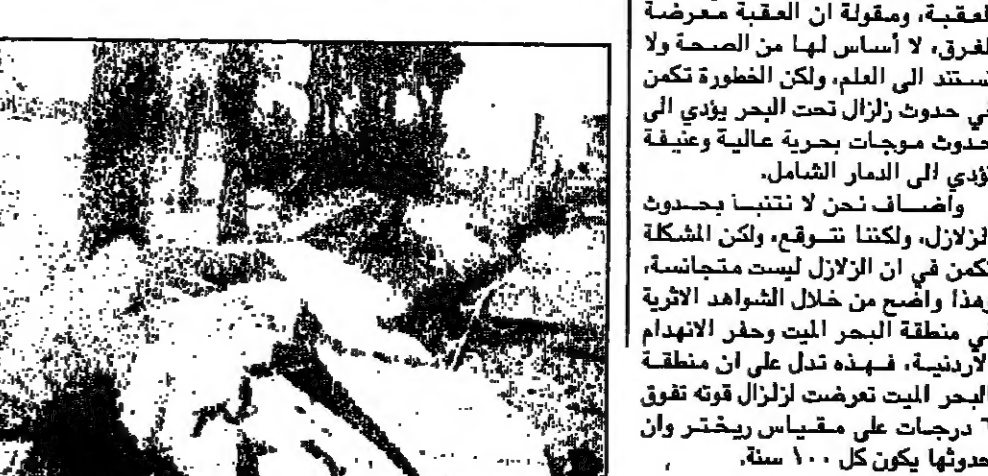 العقبة، ومقولة ان العقبة معرضة
لغرق، لا أساس لها من الصحة ولا
تستند الى العلم، ولكن الخطورة تكمن
في حدوث زلزال تحت البحر يؤدي الى
حدوث موجات بحرية عالية وعنيفة
تؤدي الى الدمار الشامل.
واضاف نحن لا نتنبأ بحدوث
الزلازل، ولكننا نتوقع، ولكن المشكلة
تكمن في ان الزلازل ليست متجانسة،
وهذا واضح من خلال الشواهد الاثرية
في منطقة البحر الميت وحفر الانهدام
الاردنية، فهذه تدل على ان منطقة
البحر الميت تعرضت لزلزال قوته تفوق
٦ درجات على مقياس ريختر وان
حدوثها يكون كل ١٠٠ سنة.